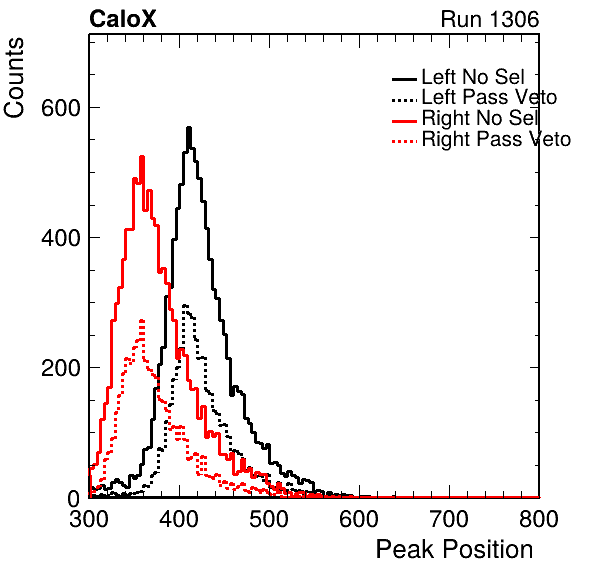 CaloX Run 1306
Counts
Left No Sel
Left Pass Veto
Right No Sel
Right Pass Veto
600
400
200
0
300 400 500 600 700 800
Peak Position